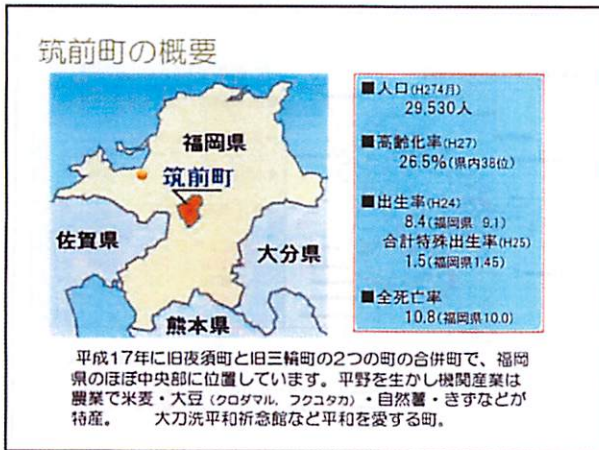 筑前町の概要
福岡県
筑前町
佐賀県
大分県
熊本県
■人口(H274月)
29,530人
■高齢化率(H27)
26.5%(県内38位)
■出生率(H24)
8.4(福岡県 9.1)
合計特殊出生率(H25)
1.5(福岡県1.45)
■全死亡率
10.8(福岡県10.0)
平成17年に旧夜須町と旧三輪町の2つの町の合併町で、福岡
県のほぼ中央部に位置しています。平野を生かし機関産業は
農業で米麦・大豆(クロダマル、フクユタカ)・自然薯・きずなどが
特産。 大刀洗平和祈念館など平和を愛する町。